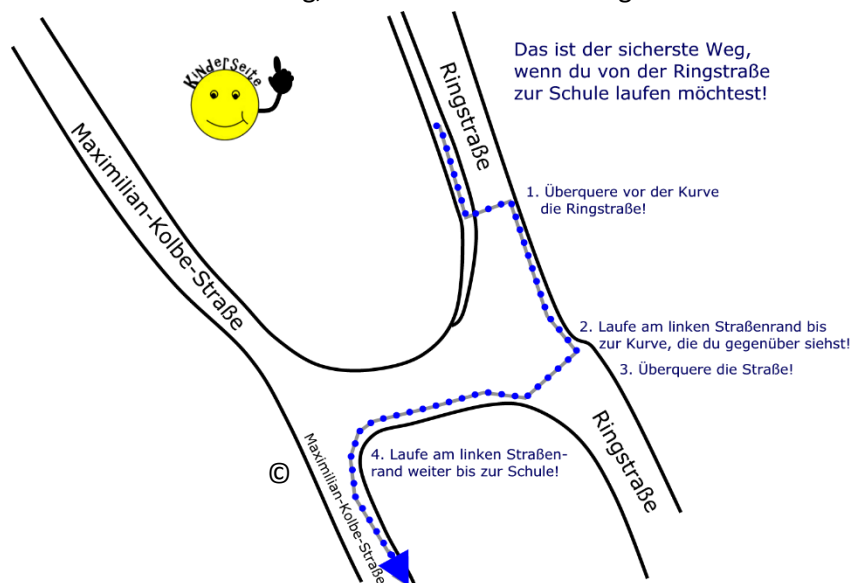 Das ist der sicherste Weg,
wenn du von der Ringstraße
zur Schule laufen möchtest!
KiNderSeite
Ringstraße
Maximilian-Kolbe-Straße
1. Überquere vor der Kurve
die Ringstraße!
2. Laufe am linken Straßenrand bis
zur Kurve, die du gegenüber siehst!
3. Überquere die Straße!
Ringstraße
4. Laufe am linken Straßen-
rand weiter bis zur Schule!
©
Maximilian-Kolbe-Straße